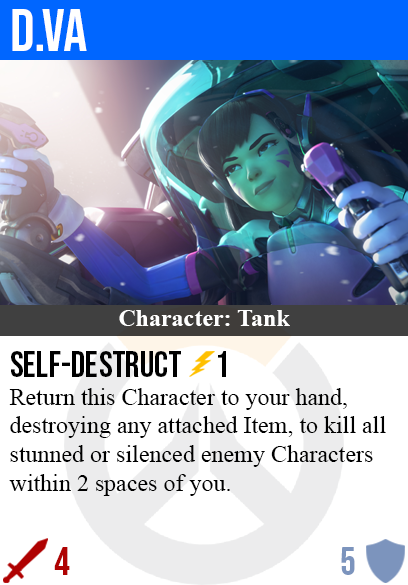 D.VA
Character: Tank
SELF-DESTRUCT 1
Return this Character to your hand,
destroying any attached Item, to kill all
stunned or silenced enemy Characters
within 2 spaces of you.
4
5